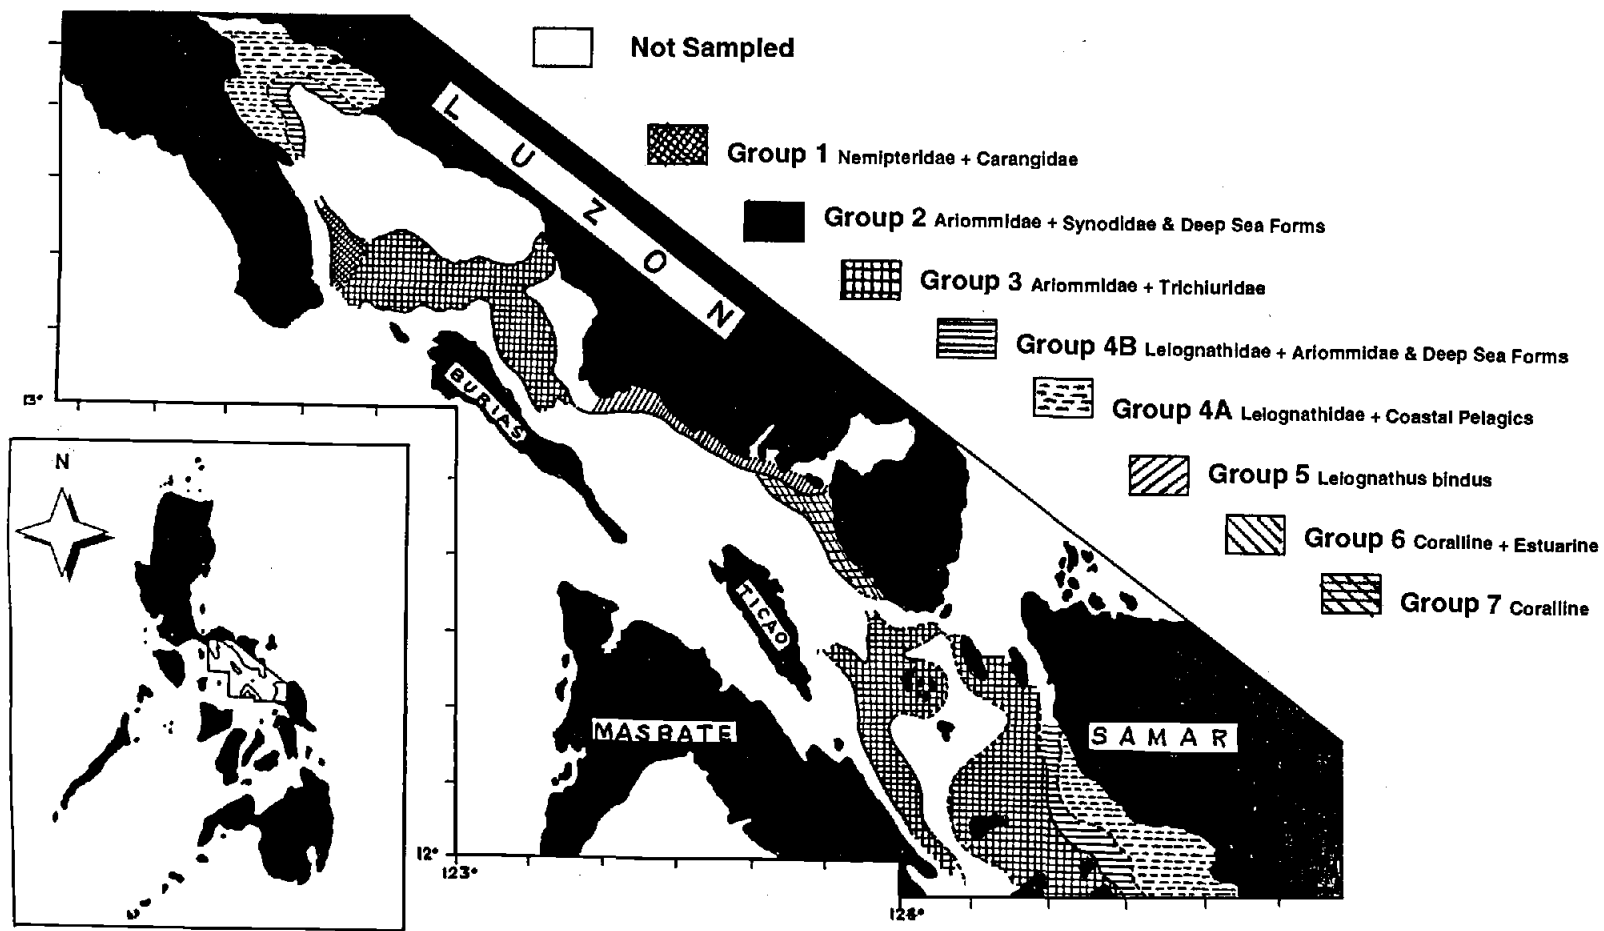 Not Sampled
LUZON
Group 1 Nemipteridae + Carangidae
Group 2 Ariommidae + Synodidae & Deep Sea Forms
Group 3 Ariommidae + Trichiuridae
Group 4B Leiognathidae + Ariommidae & Deep Sea Forms
Group 4A Leiognathidae + Coastal Pelagics
Group 5 Leiognathus bindus
Group 6 Coralline + Estuarine
Group 7 Coralline
BURIAS
13°
N
TICAO
MASBATE
SAMAR
12°
123°